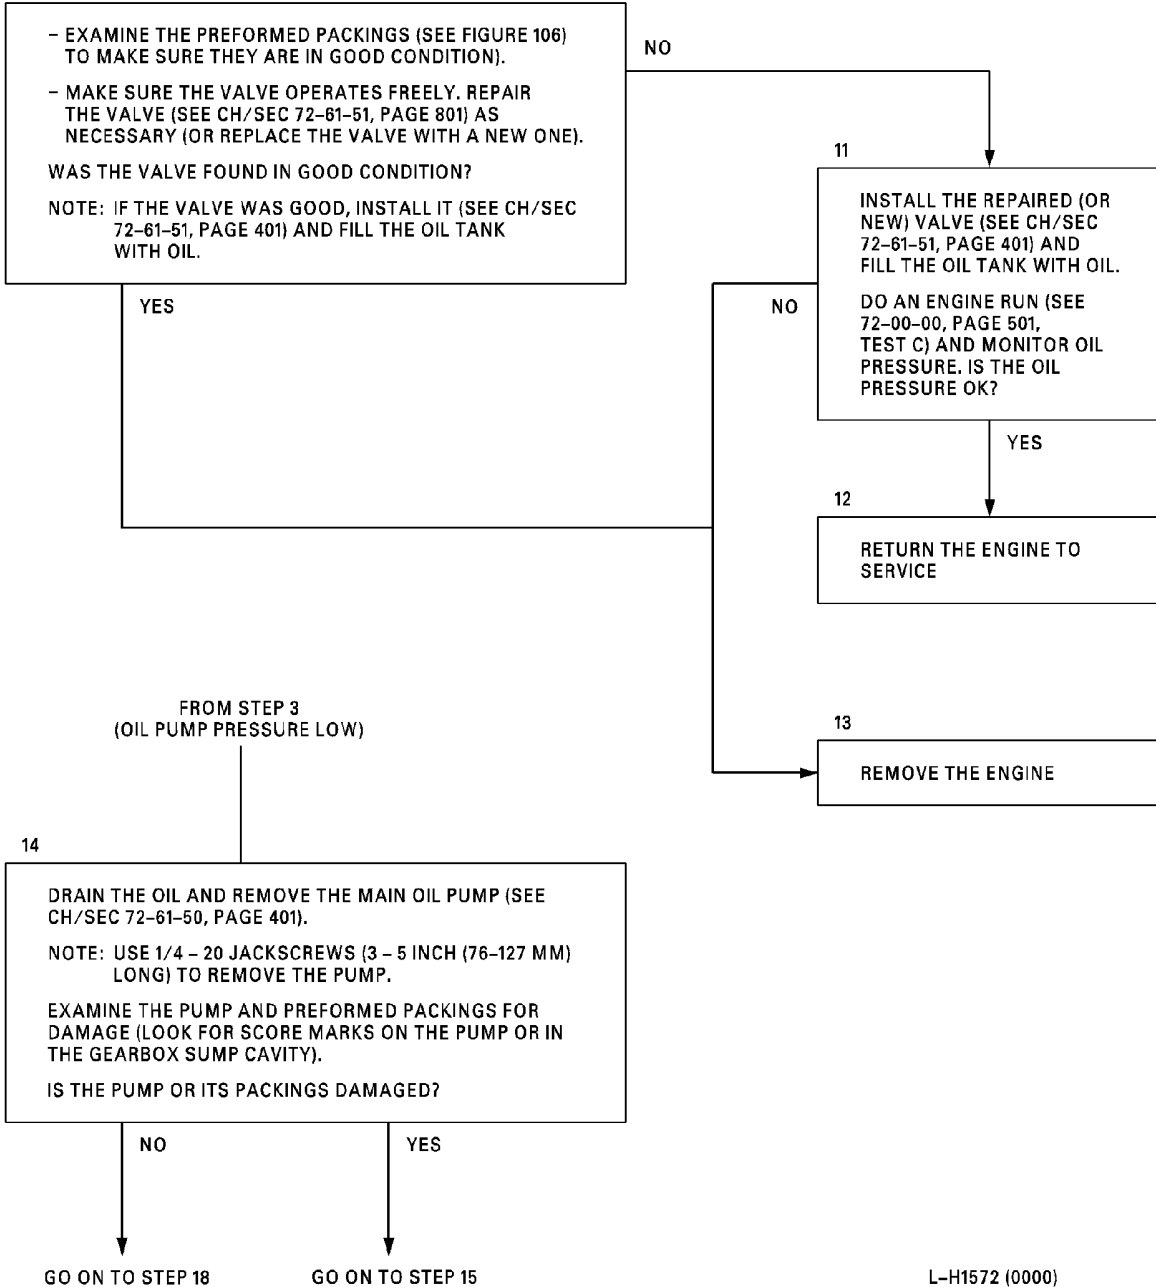 – EXAMINE THE PREFORMED PACKINGS (SEE FIGURE 106)
TO MAKE SURE THEY ARE IN GOOD CONDITION).
– MAKE SURE THE VALVE OPERATES FREELY. REPAIR
THE VALVE (SEE CH/SEC 72–61–51, PAGE 801) AS
NECESSARY (OR REPLACE THE VALVE WITH A NEW ONE).
WAS THE VALVE FOUND IN GOOD CONDITION?
NOTE: IF THE VALVE WAS GOOD, INSTALL IT (SEE CH/SEC
72–61–51, PAGE 401) AND FILL THE OIL TANK
WITH OIL.
NO
YES
11
INSTALL THE REPAIRED (OR
NEW) VALVE (SEE CH/SEC
72–61–51, PAGE 401) AND
FILL THE OIL TANK WITH OIL.
DO AN ENGINE RUN (SEE
72–00–00, PAGE 501,
TEST C) AND MONITOR OIL
PRESSURE. IS THE OIL
PRESSURE OK?
NO
YES
12
RETURN THE ENGINE TO
SERVICE
13
REMOVE THE ENGINE
FROM STEP 3
(OIL PUMP PRESSURE LOW)
14
DRAIN THE OIL AND REMOVE THE MAIN OIL PUMP (SEE
CH/SEC 72–61–50, PAGE 401).
NOTE: USE 1/4 – 20 JACKSCREWS (3 – 5 INCH (76–127 MM)
LONG) TO REMOVE THE PUMP.
EXAMINE THE PUMP AND PREFORMED PACKINGS FOR
DAMAGE (LOOK FOR SCORE MARKS ON THE PUMP OR IN
THE GEARBOX SUMP CAVITY).
IS THE PUMP OR ITS PACKINGS DAMAGED?
NO
YES
GO ON TO STEP 18
GO ON TO STEP 15
L–H1572 (0000)